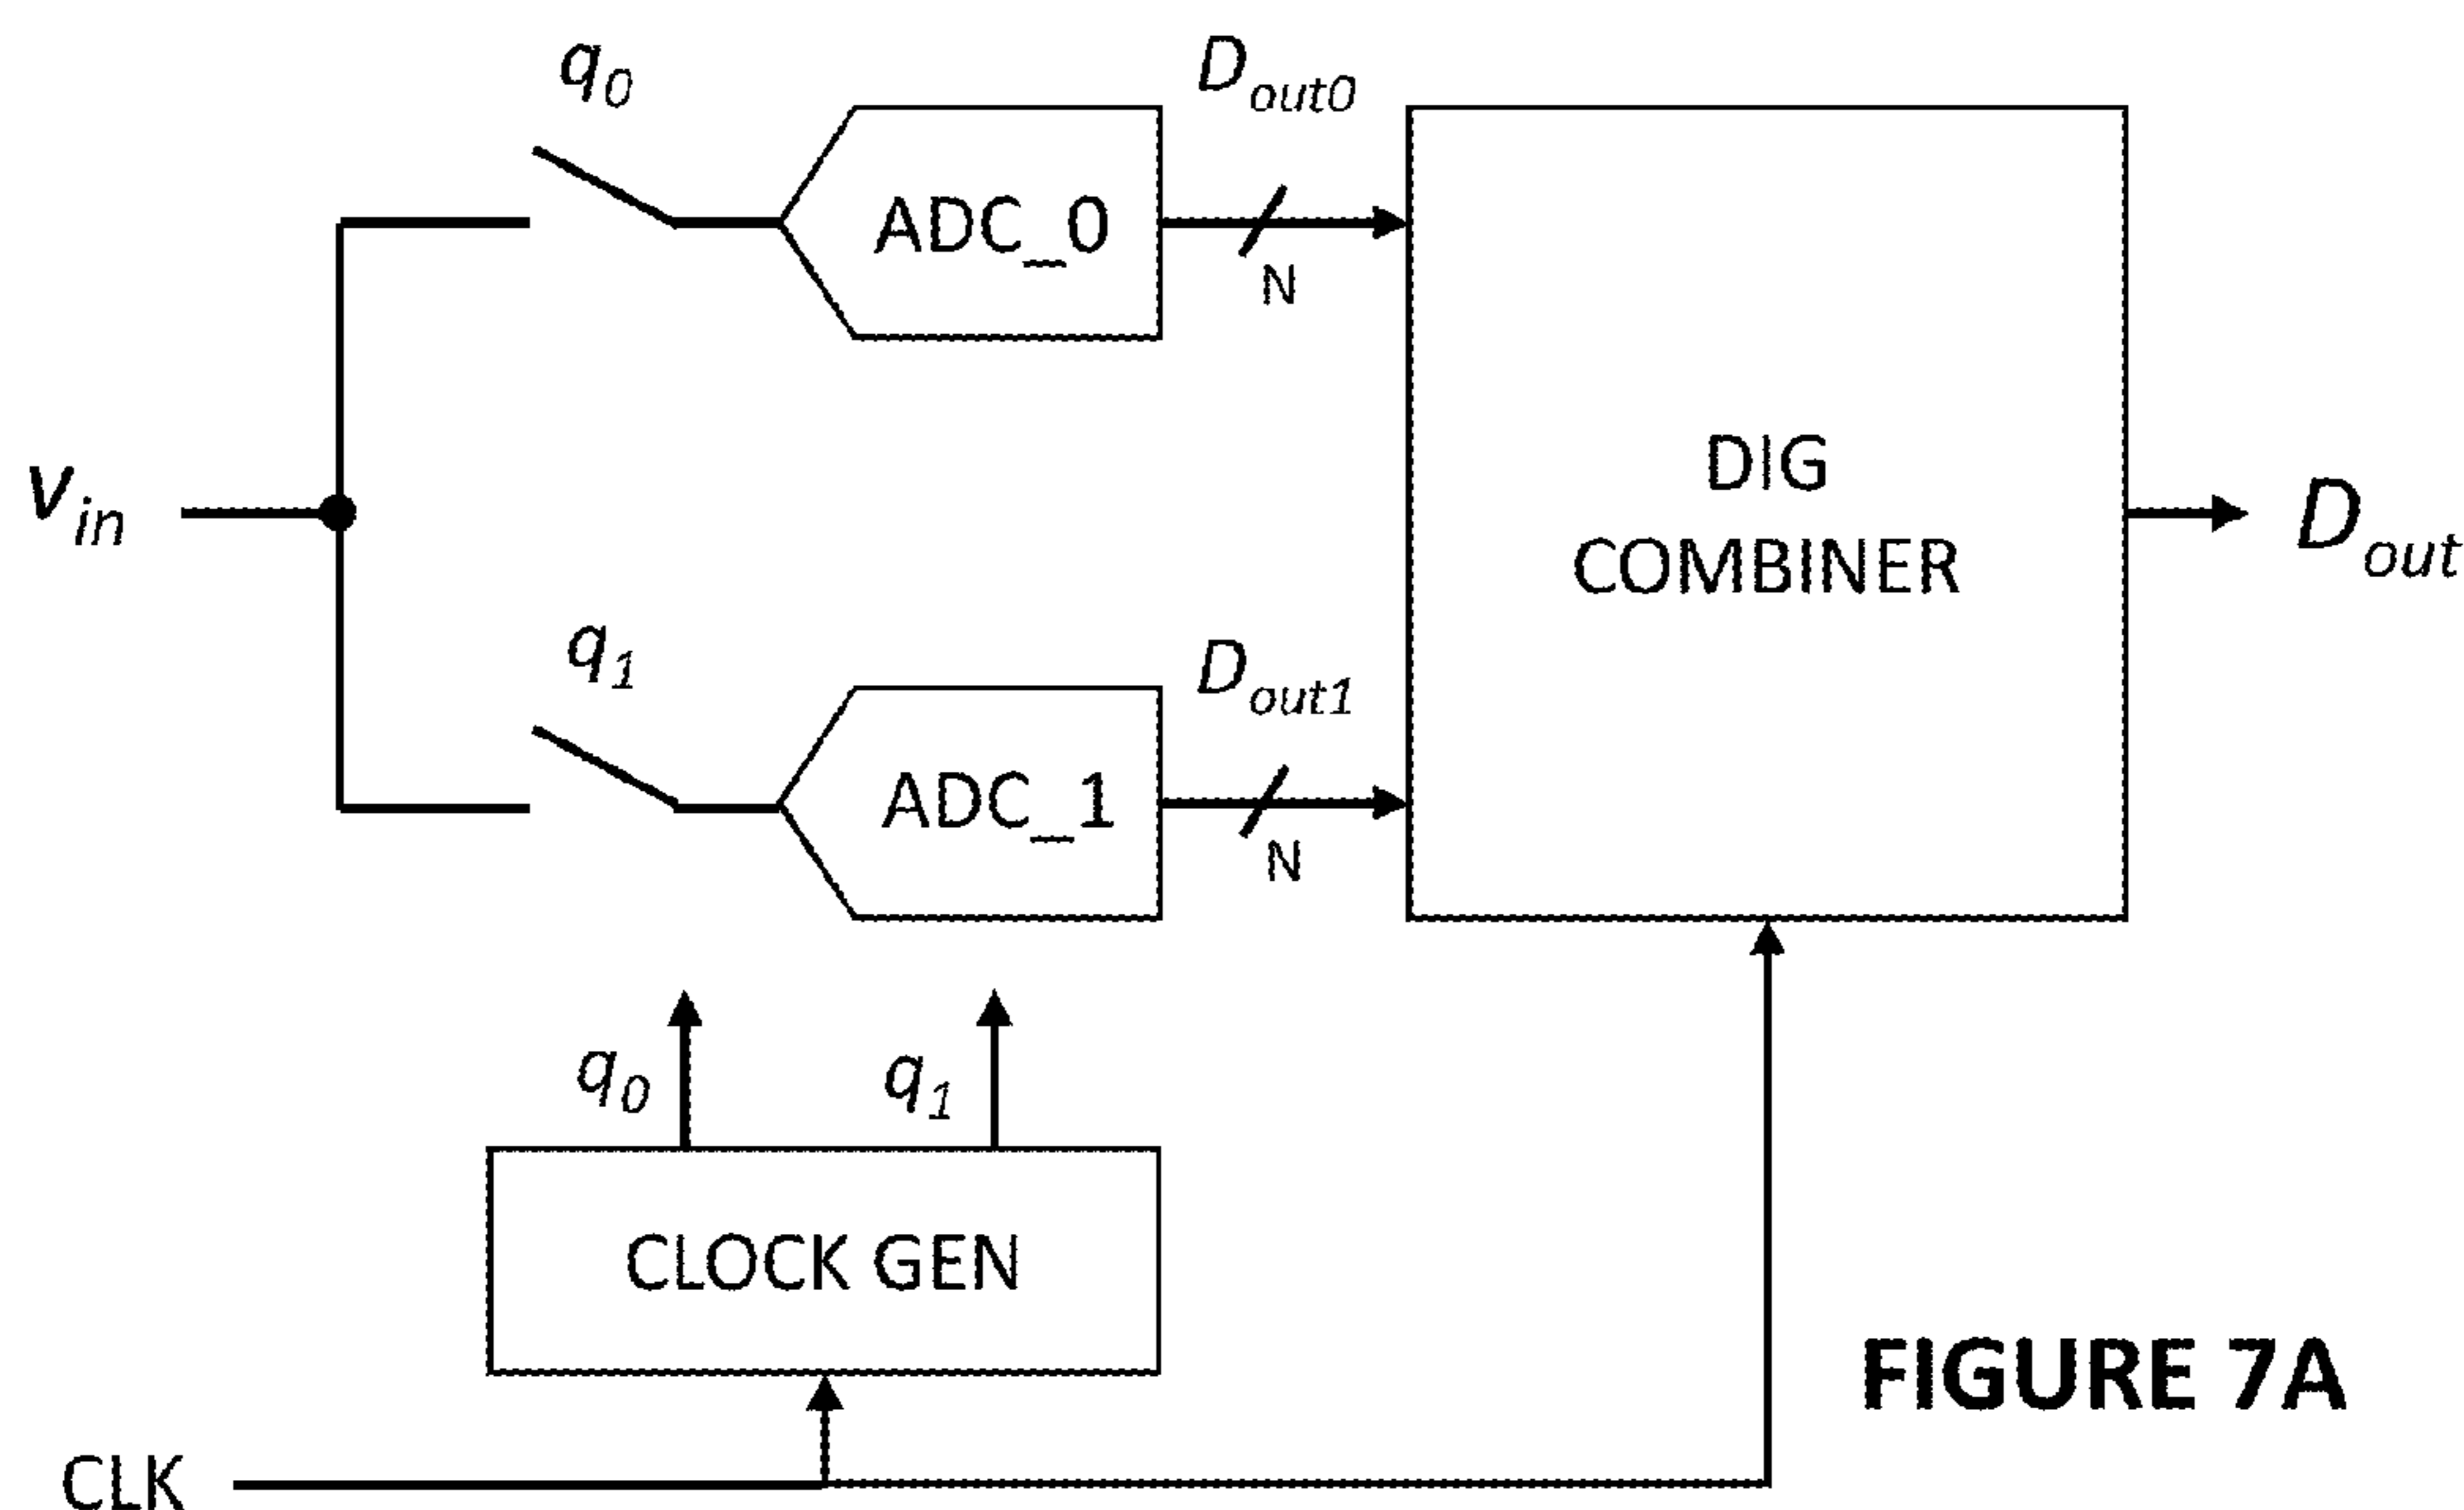 q0
Dout0
ADC_0
N
vin
DIG
COMBINER
Dout
q1
Dout1
ADC_1
N
q0
q1
CLOCK GEN
FIGURE 7A
CLK